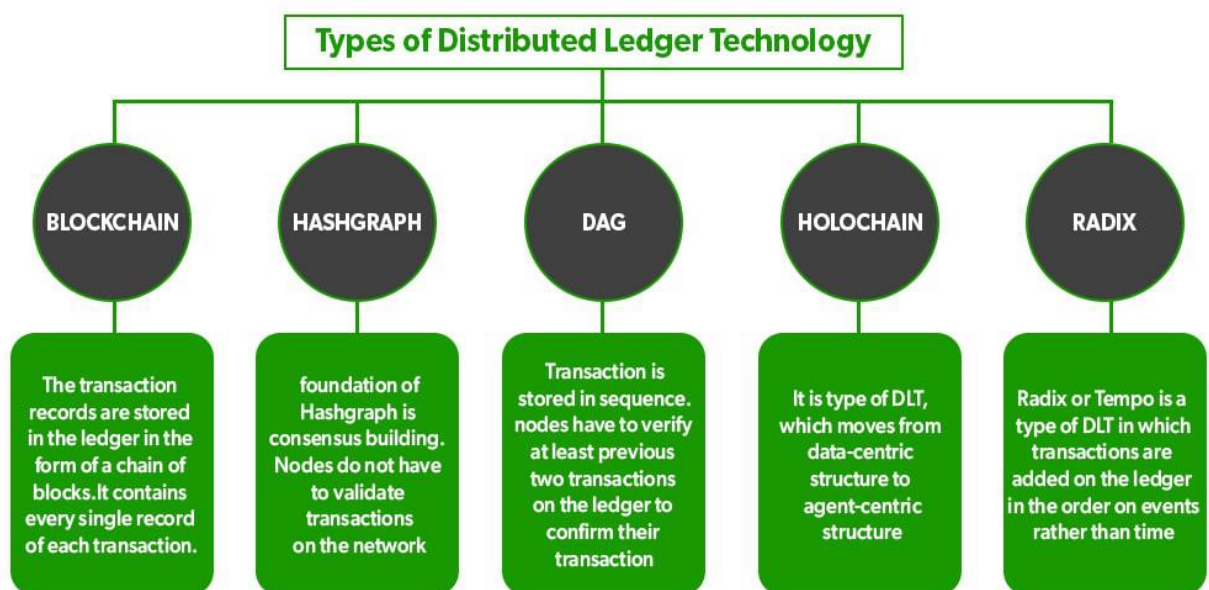 Types of Distributed Ledger Technology
BLOCKCHAIN
HASHGRAPH
DAG
HOLOCHAIN
RADIX
The transaction
records are stored
in the ledger in the
form of a chain of
blocks.It contains
every single record
of each transaction.
foundation of
Hashgraph is
consensus building.
Nodes do not have
to validate
transactions
on the network
Transaction is
stored in sequence.
nodes have to verify
at least previous
two transactions
on the ledger to
confirm their
transaction
It is type of DLT,
which moves from
data-centric
structure to
agent-centric
structure
Radix or Tempo is a
type of DLT in which
transactions are
added on the ledger
in the order on events
rather than time